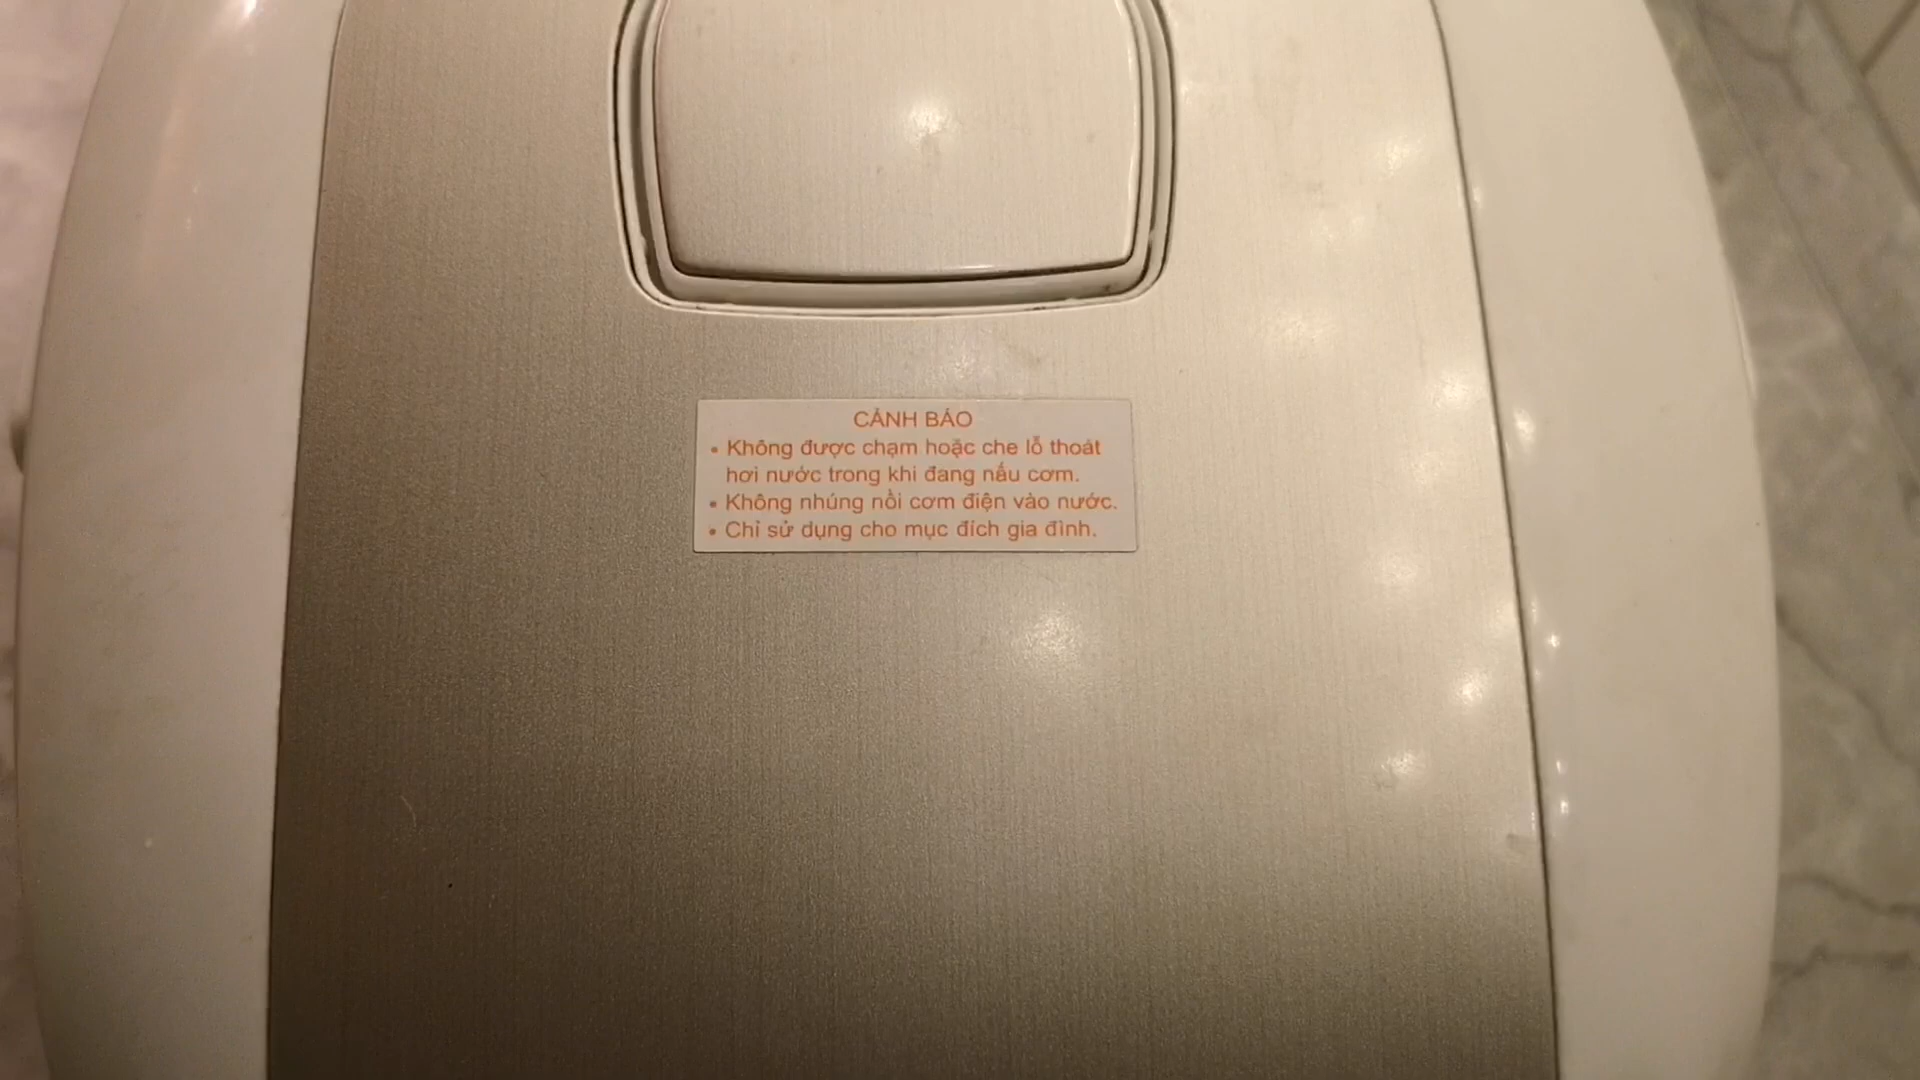 CẢNH BÁO
• Không được chạm hoặc che lỗ thoát
hơi nước trong khi đang nấu cơm.
• Không nhúng nồi cơm điện vào nước.
• Chỉ sử dụng cho mục đích gia đình.